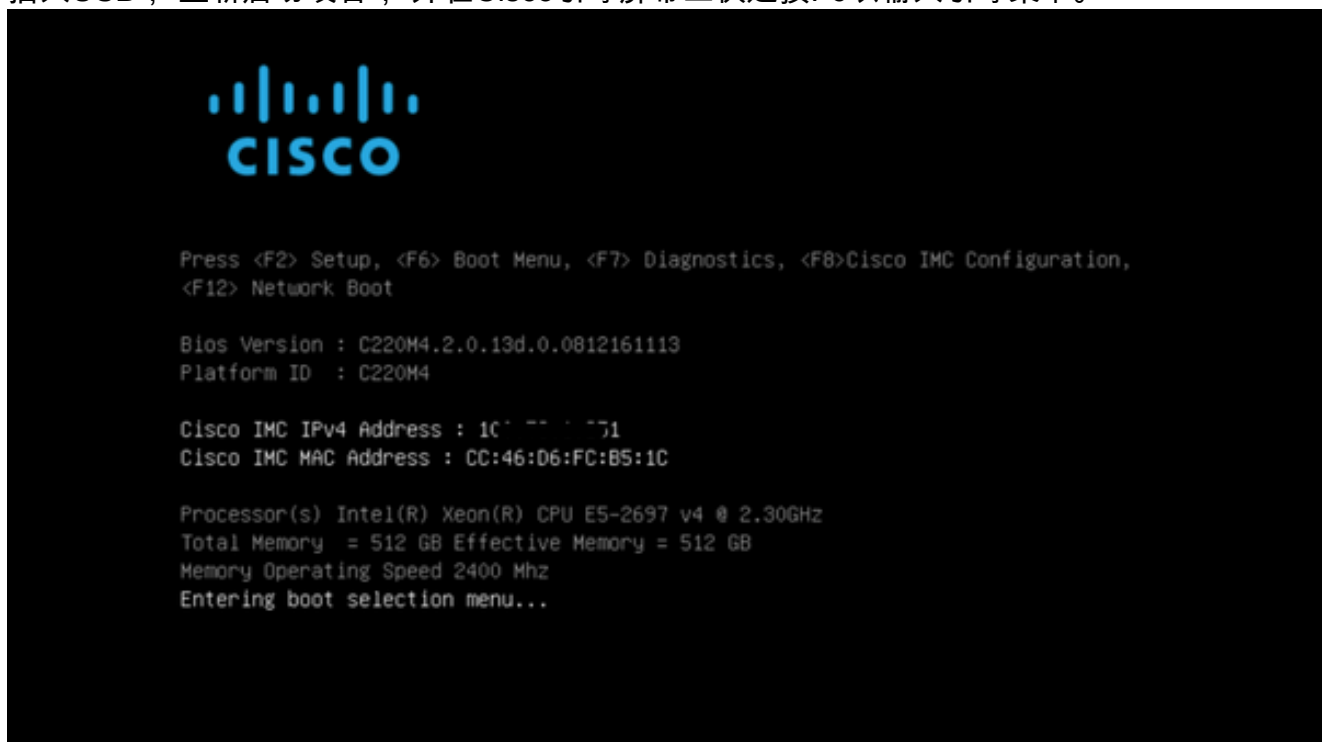 CISCO
Press <F2> Setup, <F6> Boot Menu, <F7> Diagnostics, <F8>Cisco IMC Configuration,
<F12> Network Boot
Bios Version : C220M4.2.0.13d.0.0812161113
Platform ID : C220M4
Cisco IMC IPv4 Address :
Cisco IMC MAC Address : CC:46:D6:FC:B5:1C
Processor(s) Intel(R) Xeon(R) CPU E5-2697 v4 @ 2.30GHz
Total Memory = 512 GB Effective Memory = 512 GB
Memory Operating Speed 2400 Mhz
Entering boot selection menu...